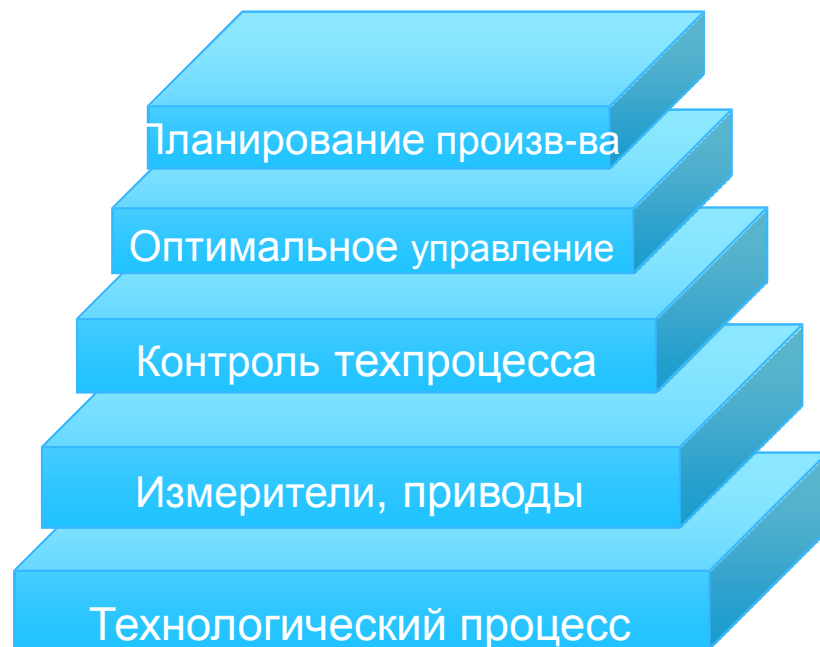 Планирование произв-ва
Оптимальное управление
Контроль техпроцесса
Измерители, приводы
Технологический процесс